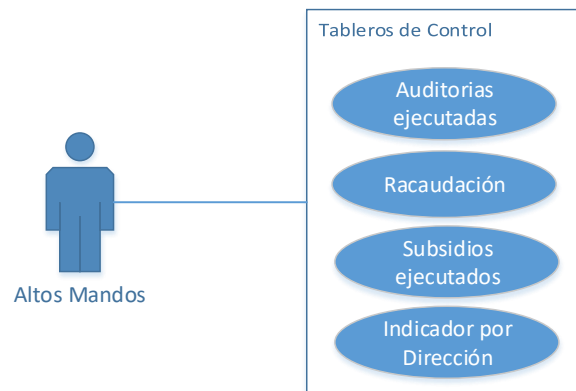 Tableros de Control
Auditorias
ejecutadas
Racaudación
Subsidios
ejecutados
Indicador por
Dirección
Altos Mandos